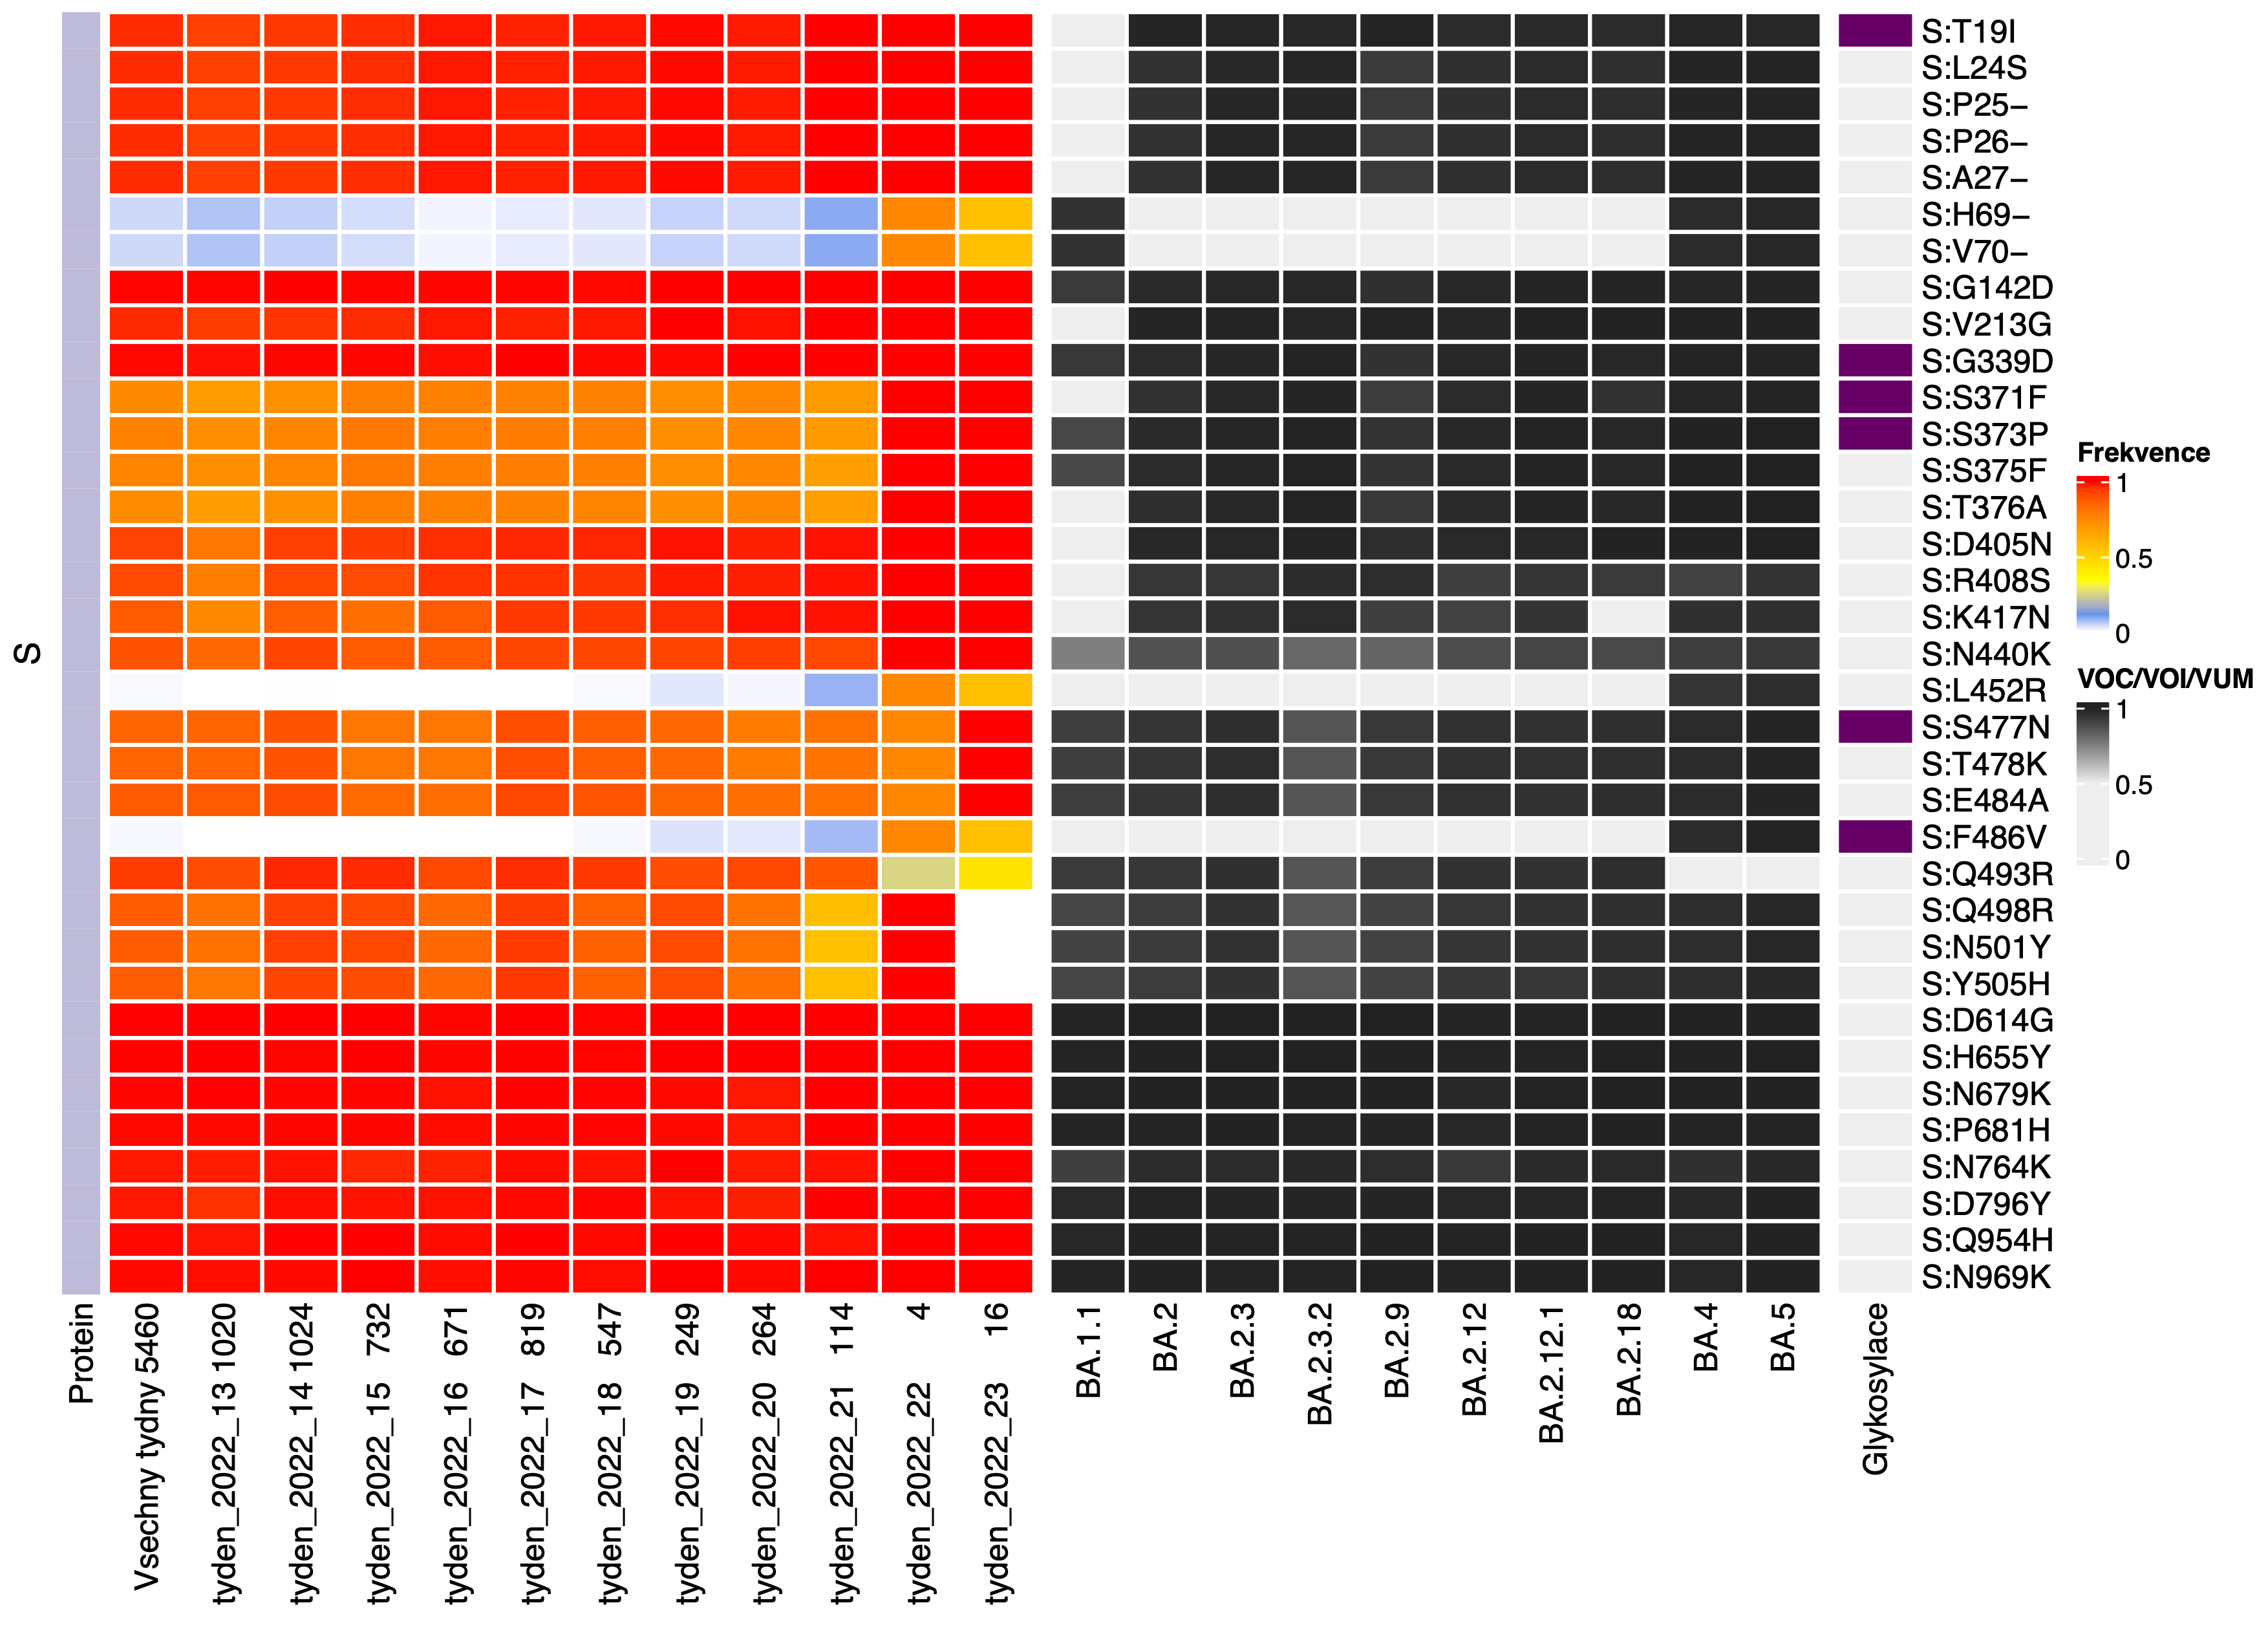 S
S:T19I
S:L24S
S:P25–
S:P26–
S:A27–
S:H69–
S:V70–
S:G142D
S:V213G
S:G339D
S:S371F
S:S373P
S:S375F
S:T376A
S:D405N
S:R408S
S:K417N
S:N440K
S:L452R
S:S477N
S:T478K
S:E484A
S:F486V
S:Q493R
S:Q498R
S:N501Y
S:Y505H
S:D614G
S:H655Y
S:N679K
S:P681H
S:N764K
S:D796Y
S:Q954H
S:N969K
Frekvence
1
0.5
0
VOC/VOI/VUM
1
0.5
0
Protein
Vsechny tydny 5460
tyden_2022_13 1020
tyden_2022_14 1024
tyden_2022_15 732
tyden_2022_16 671
tyden_2022_17 819
tyden_2022_18 547
tyden_2022_19 249
tyden_2022_20 264
tyden_2022_21 114
tyden_2022_22 4
tyden_2022_23 16
BA.1.1
BA.2
BA.2.3
BA.2.3.2
BA.2.9
BA.2.12
BA.2.12.1
BA.2.18
BA.4
BA.5
Glykosylace